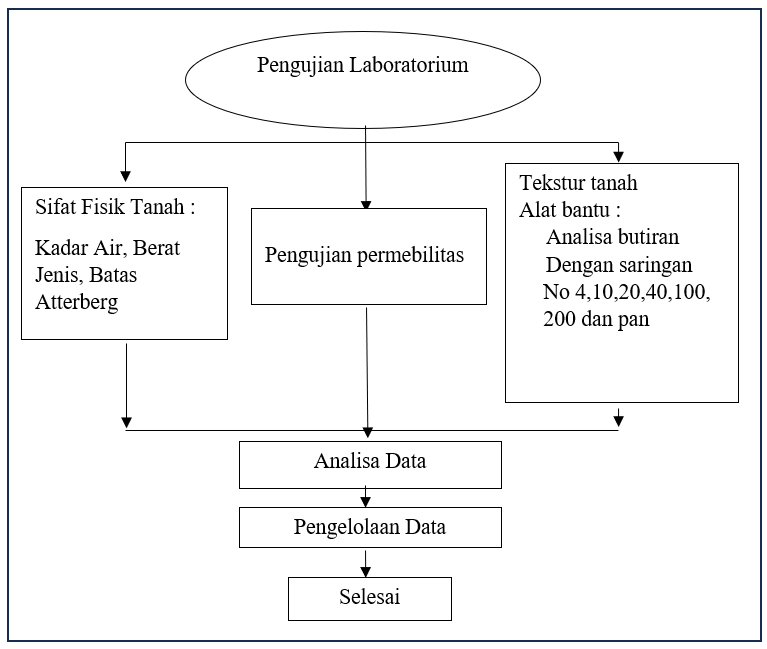 Pengujian Laboratorium
Sifat Fisik Tanah :
Kadar Air, Berat
Jenis, Batas
Atterberg
Pengujian permebilitas
Tekstur tanah
Alat bantu :
Analisa butiran
Dengan saringan
No 4,10,20,40,100,
200 dan pan
Analisa Data
Pengelolaan Data
Selesai